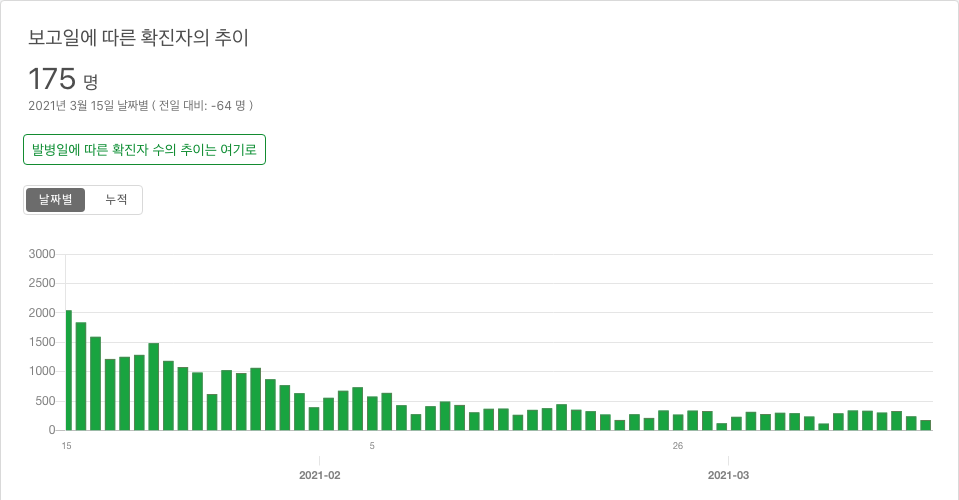 보고일에 따른 확진자의 추이
175 명
2021년 3월 15일 날짜별 ( 전일 대비: -64 명 )
발병일에 따른 확진자 수의 추이는 여기로
날짜별 누적
3000
2500
2000
1500
1000
500
0
15 5 26
2021-02 2021-03